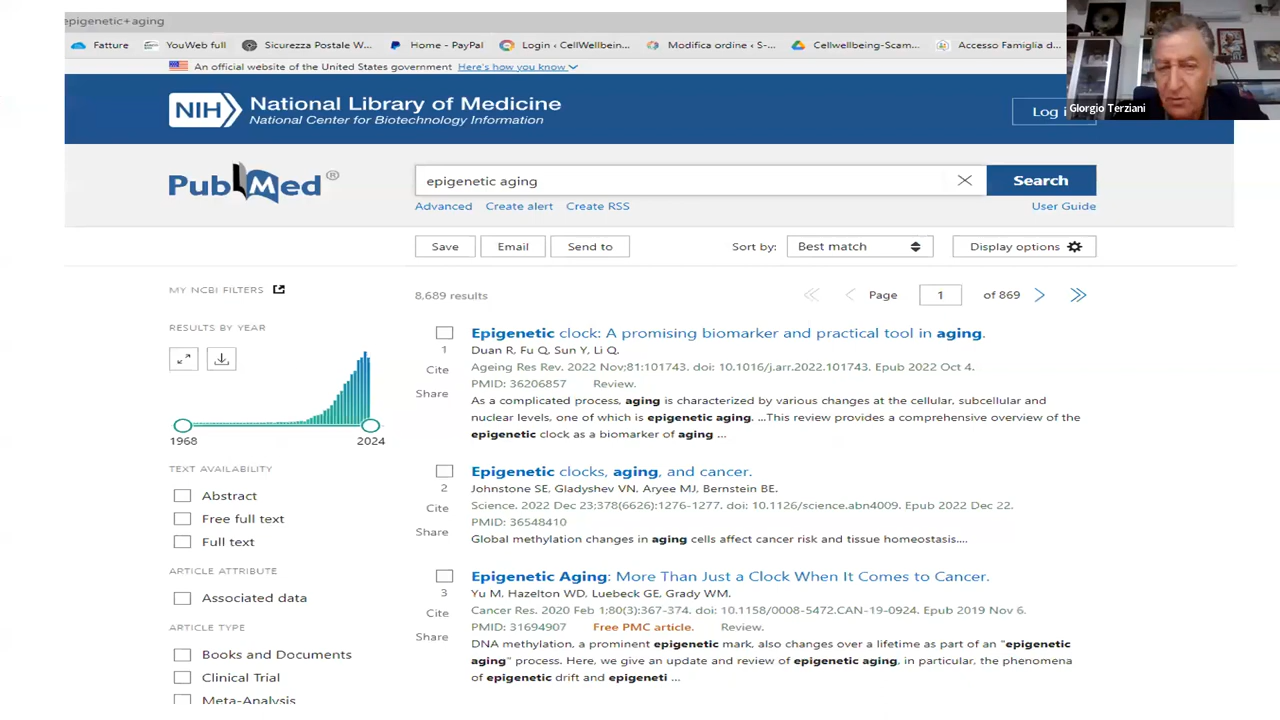 epigenetic+aging
Fatture YouWeb full Sicurezza Postale W... Home - PayPal Login ‹ CellWellbein... Modifica ordine ‹ S-... Cellwellbeing-Scam... Accesso Famiglia d...
An official website of the United States government Here's how you know
NIH National Library of Medicine
National Center for Biotechnology Information
Log i
GIorgio Terziani
PubMed®
epigenetic aging
Search
Advanced Create alert Create RSS User Guide
Save Email Send to Sort by: Best match Display options
MY NCBI FILTERS
8,689 results
Page 1 of 869
RESULTS BY YEAR
1968 2024
TEXT AVAILABILITY
Abstract
Free full text
Full text
ARTICLE ATTRIBUTE
Associated data
ARTICLE TYPE
Books and Documents
Clinical Trial
Meta-Analysis
1
Cite
Share
Epigenetic clock: A promising biomarker and practical tool in aging.
Duan R, Fu Q, Sun Y, Li Q.
Ageing Res Rev. 2022 Nov;81:101743. doi: 10.1016/j.arr.2022.101743. Epub 2022 Oct 4.
PMID: 36206857 Review.
As a complicated process, aging is characterized by various changes at the cellular, subcellular and
nuclear levels, one of which is epigenetic aging. ...This review provides a comprehensive overview of the
epigenetic clock as a biomarker of aging ...
2
Cite
Share
Epigenetic clocks, aging, and cancer.
Johnstone SE, Gladyshev VN, Aryee MJ, Bernstein BE.
Science. 2022 Dec 23;378(6626):1276-1277. doi: 10.1126/science.abn4009. Epub 2022 Dec 22.
PMID: 36548410
Global methylation changes in aging cells affect cancer risk and tissue homeostasis....
3
Cite
Share
Epigenetic Aging: More Than Just a Clock When It Comes to Cancer.
Yu M, Hazelton WD, Luebeck GE, Grady WM.
Cancer Res. 2020 Feb 1;80(3):367-374. doi: 10.1158/0008-5472.CAN-19-0924. Epub 2019 Nov 6.
PMID: 31694907 Free PMC article. Review.
DNA methylation, a prominent epigenetic mark, also changes over a lifetime as part of an "epigenetic
aging" process. Here, we give an update and review of epigenetic aging, in particular, the phenomena
of epigenetic drift and epigeneti ...